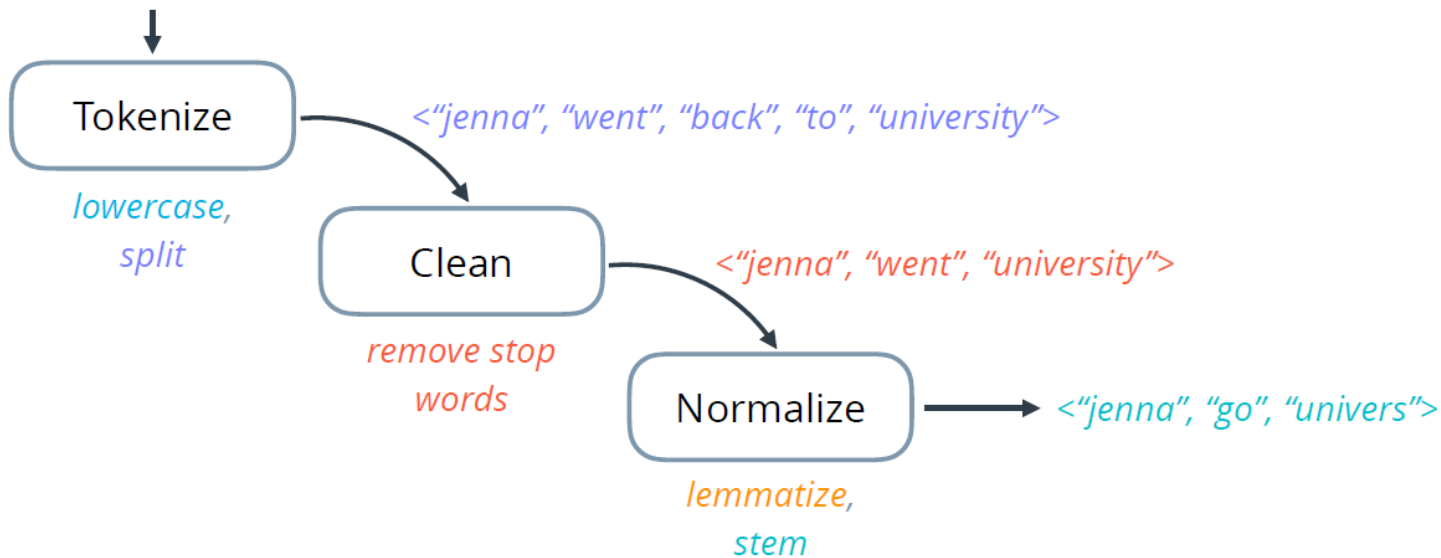 Tokenize
<“jenna”, “went”, “back”, “to”, “university”>
lowercase,
split
Clean
<“jenna”, “went”, “university”>
remove stop
words
Normalize
<“jenna”, “go”, “univers”>
lemmatize,
stem